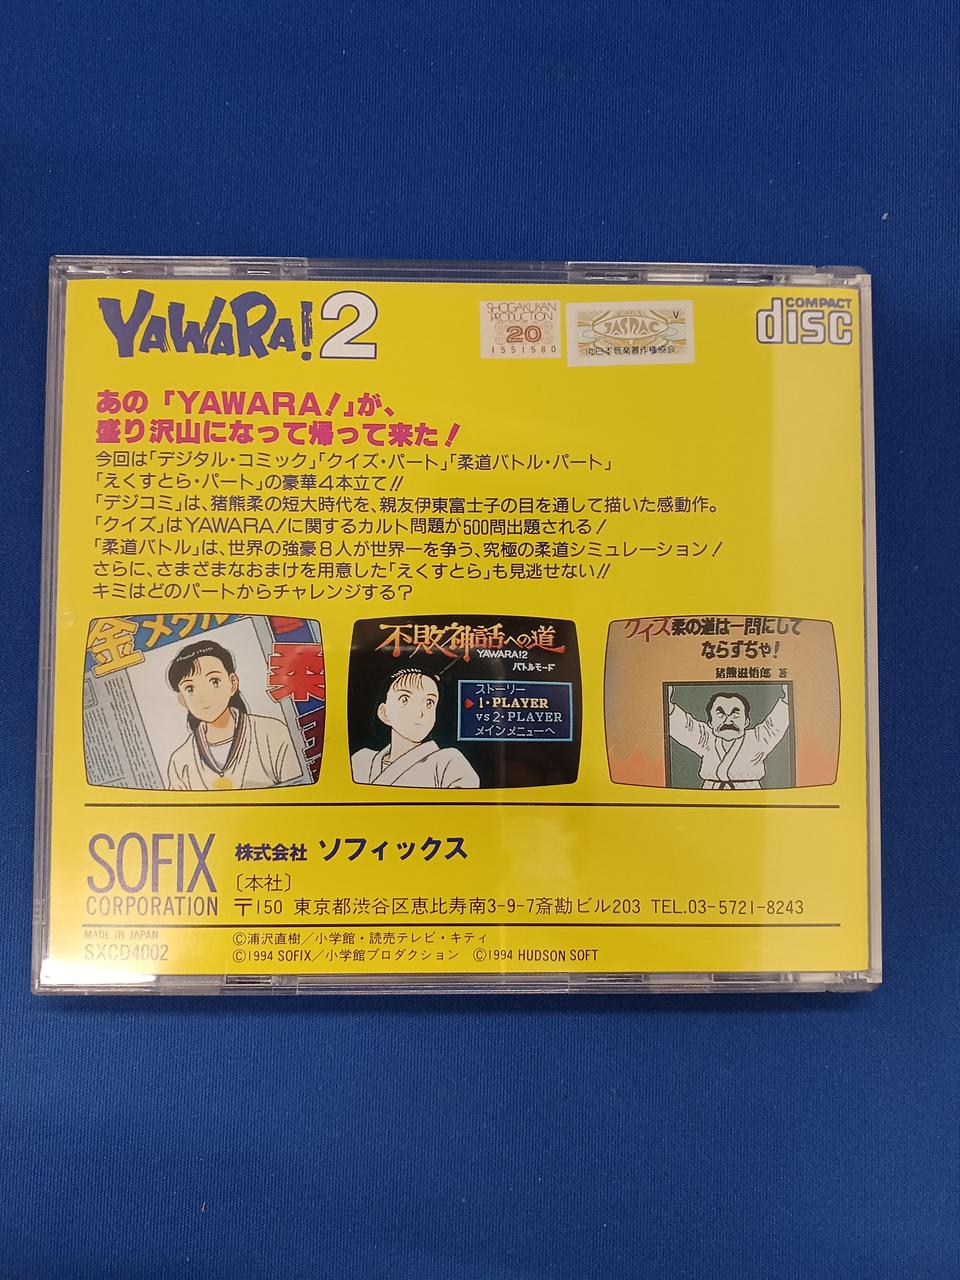 YAWARA!2
SHOGAKUKAN
PRODUCTION
20
1551580
V
JASRAC
(社)日本音楽著作権協会
COMPACT
disc
あの「YAWARA!」が、
盛り沢山になって帰って来た!
今回は「デジタル・コミック」「クイズ・パート」「柔道バトル・パート」
「えくすとら・パート」の豪華4本立て!!
「デジコミ」は、猪熊柔の短大時代を、親友伊東富士子の目を通して描いた感動作。
「クイズ」はYAWARA!に関するカルト問題が500問出題される!
「柔道バトル」は、世界の強豪8人が世界一を争う、究極の柔道シミュレーション!
さらに、さまざまなおまけを用意した「えくすとら」も見逃せない!!
キミはどのパートからチャレンジする?
金メダル
柔
不敗神話への道
YAWARA!2
バトルモード
ストーリー
1・PLAYER
vs 2・PLAYER
メインメニューへ
クイズ柔の道は一問にして
ならずぢゃ!
猪熊滋悟郎 著
SOFIX
CORPORATION
株式会社 ソフィックス
〔本社〕
〒150 東京都渋谷区恵比寿南3-9-7斎勘ビル203 TEL.03-5721-8243
MADE IN JAPAN
SXCD4002
©浦沢直樹/小学館・読売テレビ・キティ
©1994 SOFIX/小学館プロダクション ©1994 HUDSON SOFT